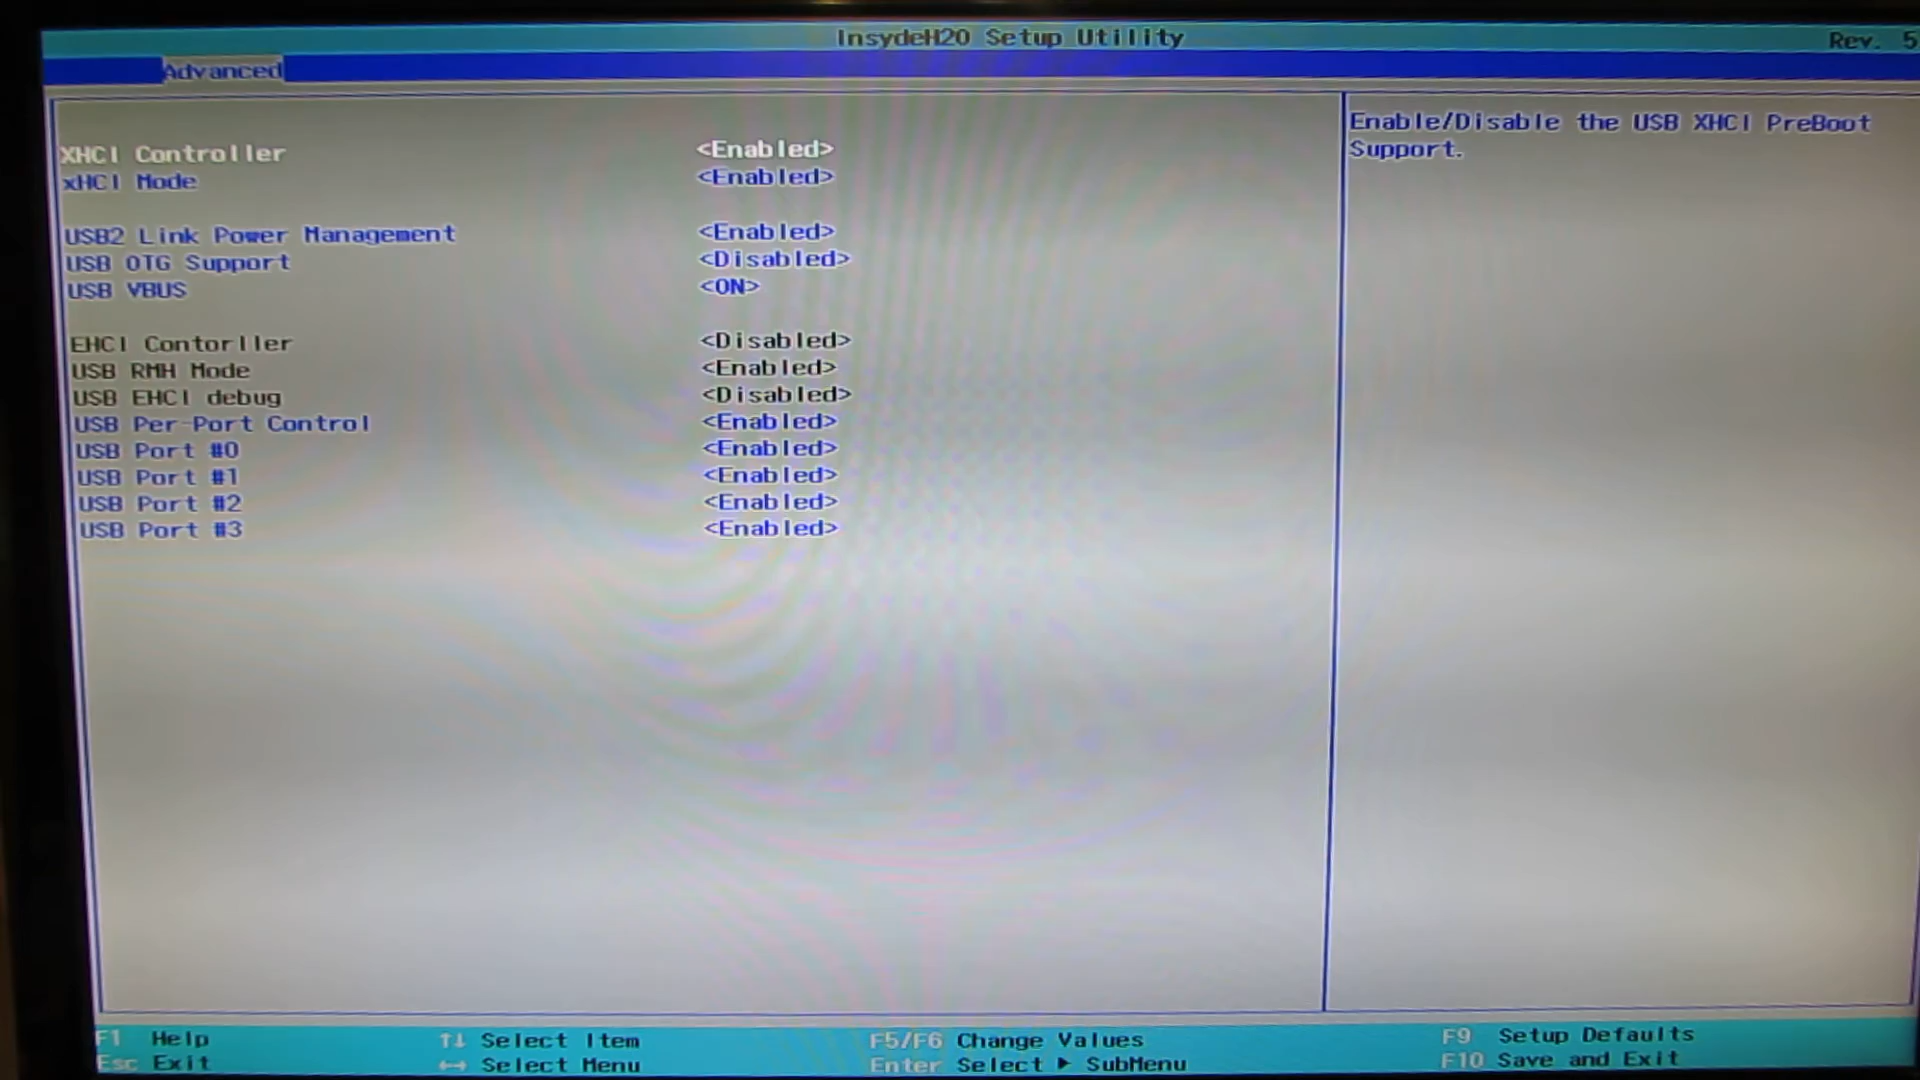 InsydeH20 Setup Utility Rev. 5
Advanced
XHCI Controller <Enabled>
xHCI Mode <Enabled>
USB2 Link Power Management <Enabled>
USB OTG Support <Disabled>
USB VBUS <ON>
EHCI Contorller <Disabled>
USB RMH Mode <Enabled>
USB EHCI debug <Disabled>
USB Per-Port Control <Enabled>
USB Port #0 <Enabled>
USB Port #1 <Enabled>
USB Port #2 <Enabled>
USB Port #3 <Enabled>
Enable/Disable the USB XHCI PreBoot
Support.
F1 Help ↑↓ Select Item F5/F6 Change Values F9 Setup Defaults
Esc Exit ↔ Select Menu Enter Select ▶ SubMenu F10 Save and Exit